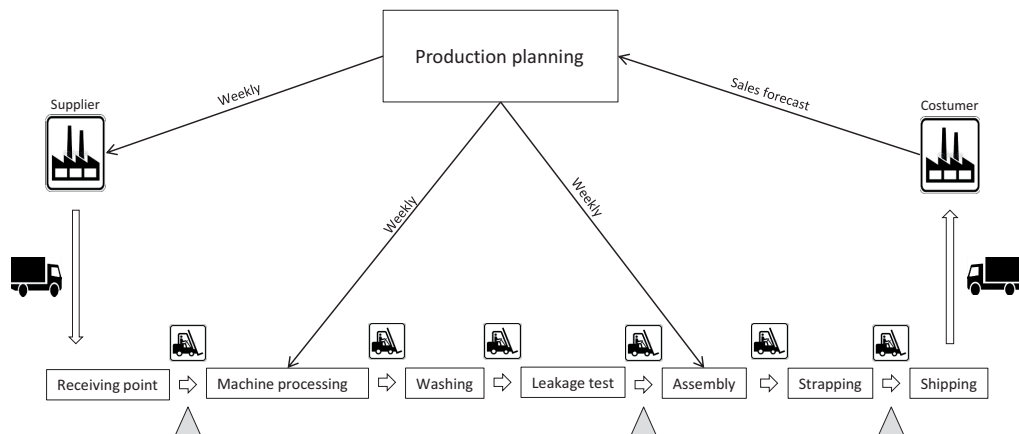 Production planning
Weekly
Sales forecast
Supplier
Costumer
Weekly
Weekly
Receiving point
Machine processing
Washing
Leakage test
Assembly
Strapping
Shipping